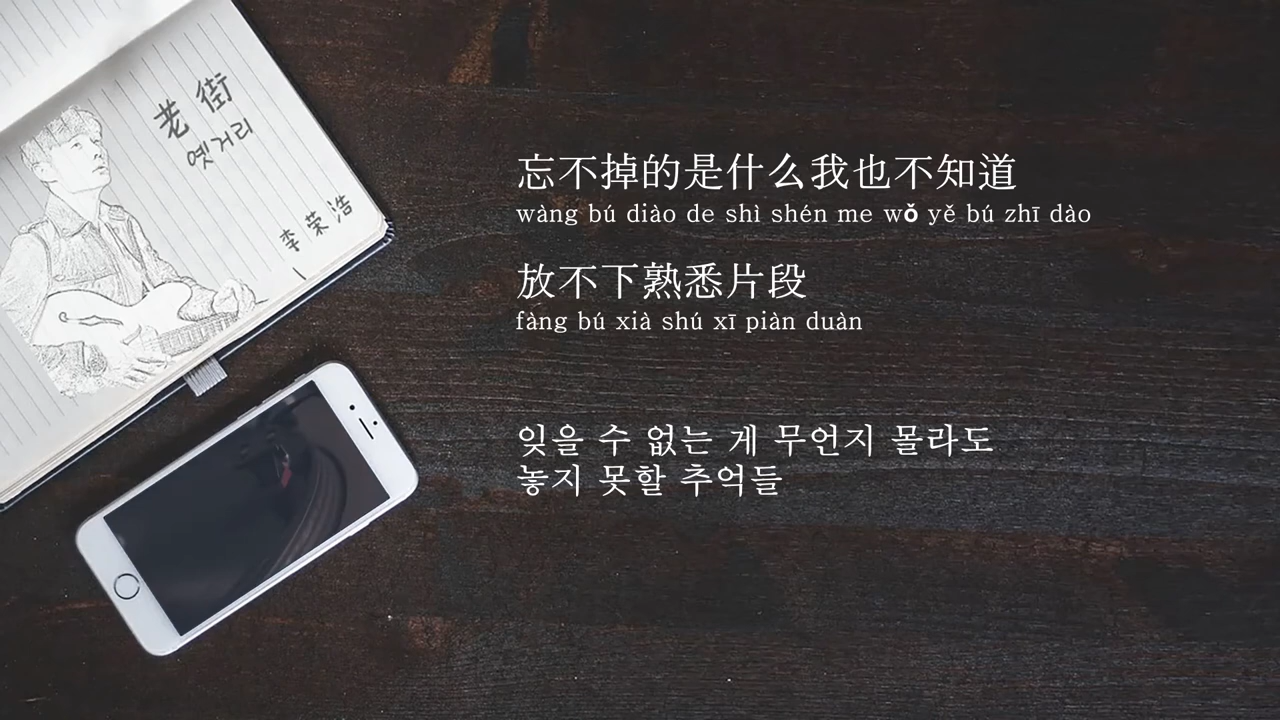 老街
옛거리
李荣浩
忘不掉的是什么我也不知道
wàng bú diào de shì shén me wǒ yě bú zhī dào
放不下熟悉片段
fàng bú xià shú xī piàn duàn
잊을 수 없는 게 무언지 몰라도
놓지 못할 추억들